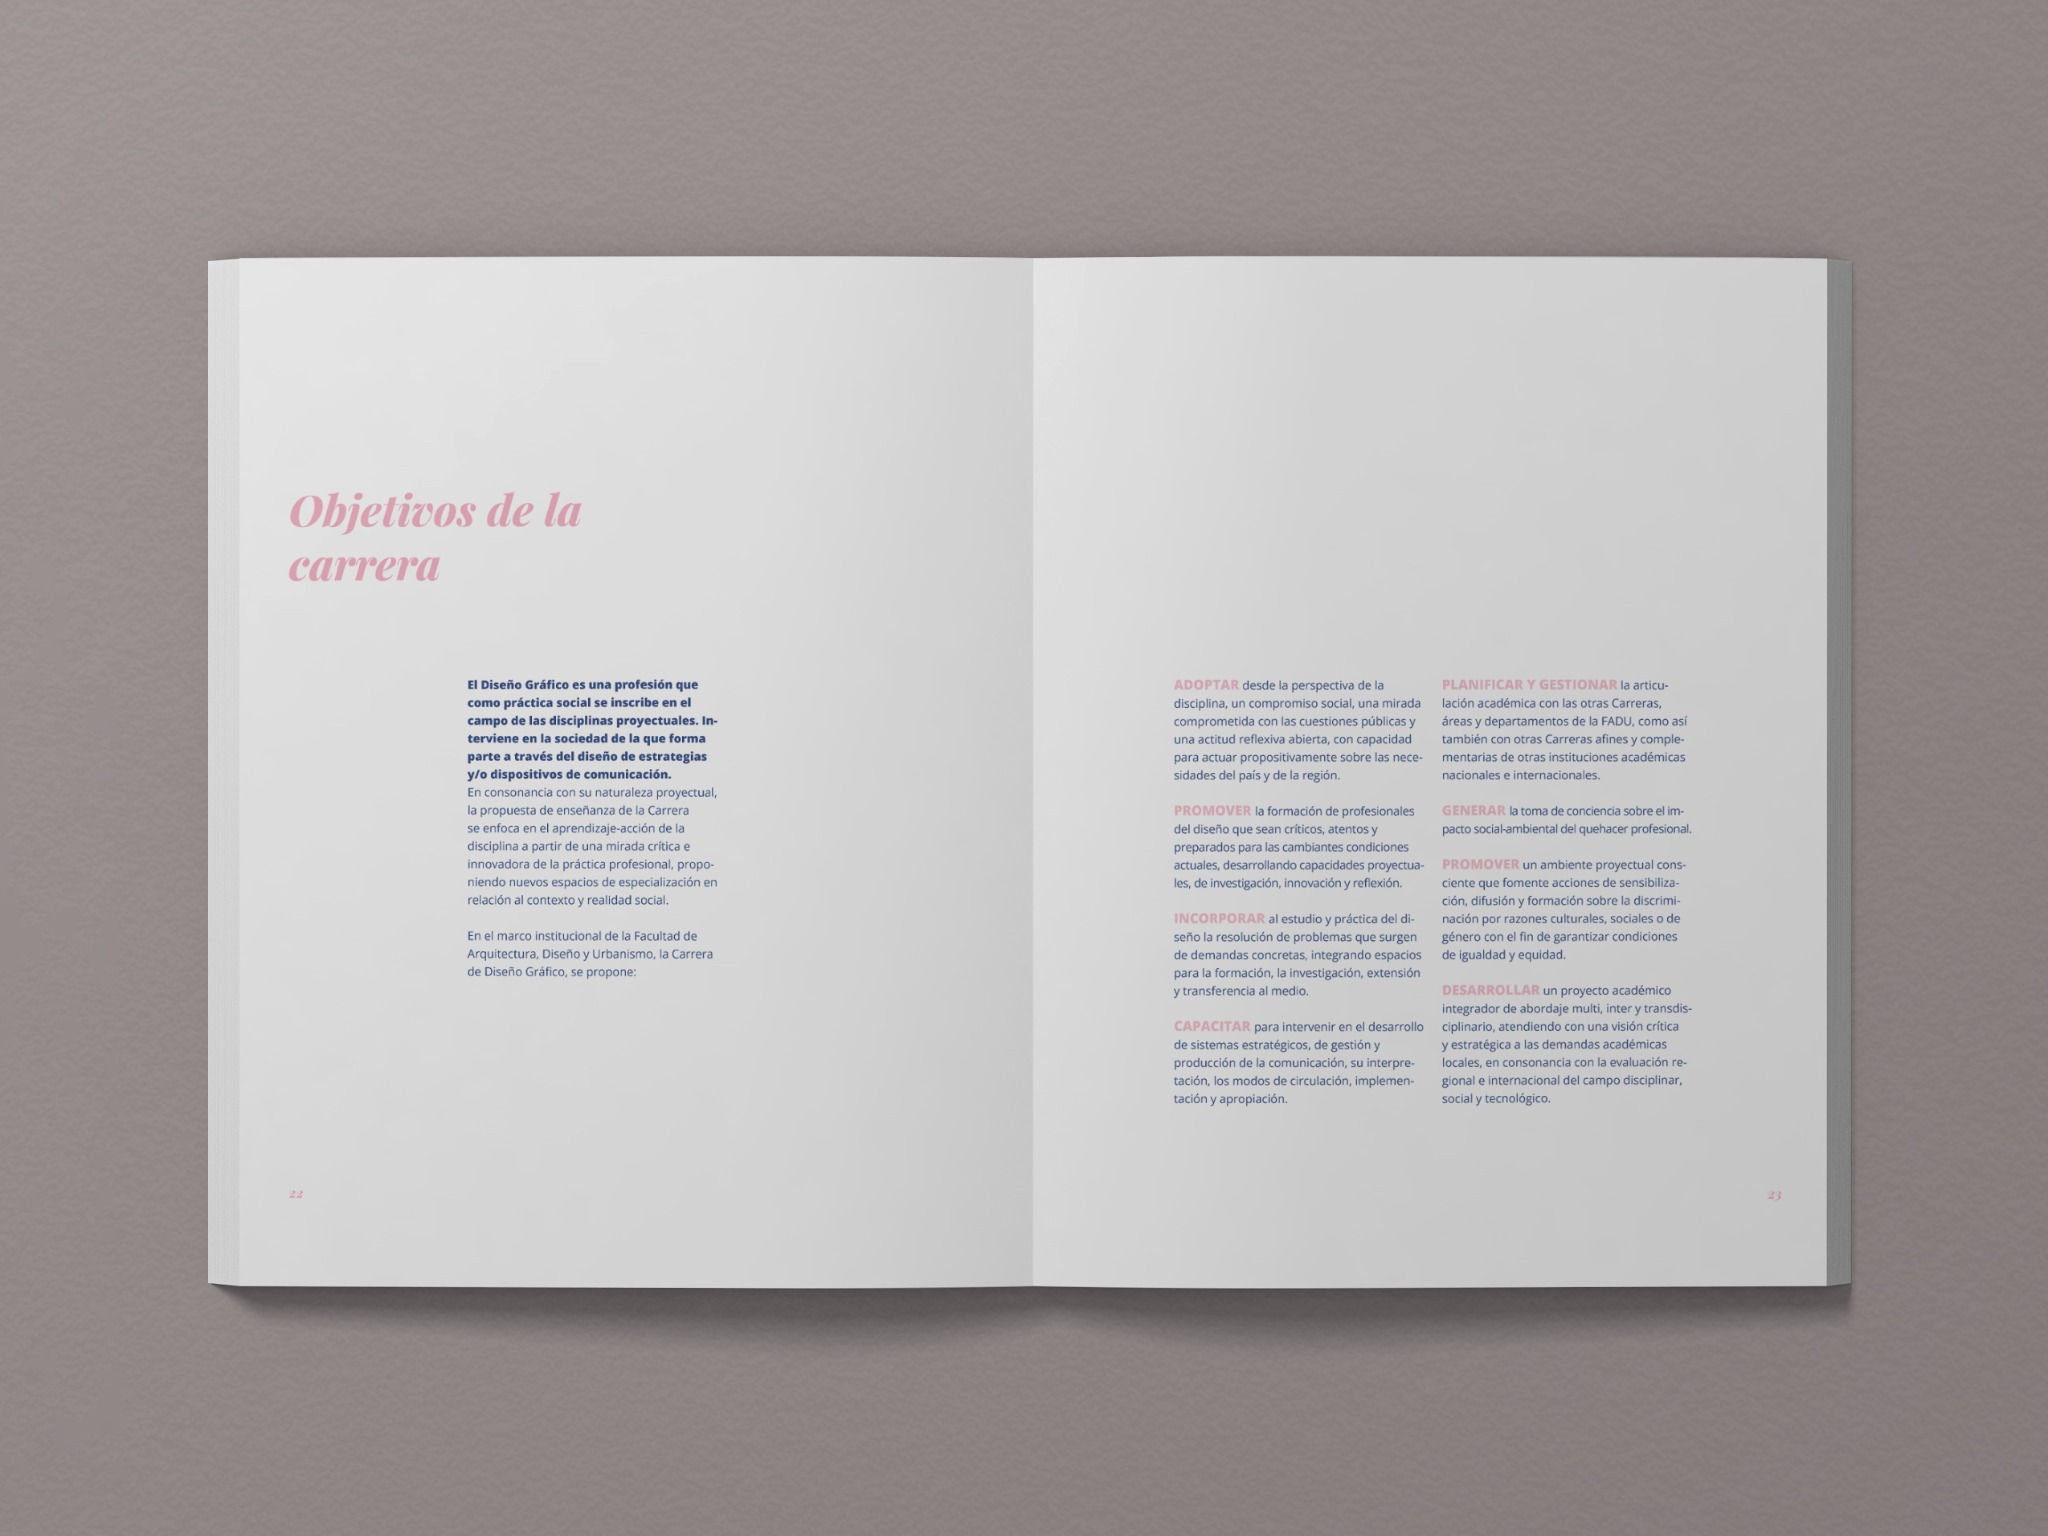 Objetivos de la
carrera
El Diseño Gráfico es una profesión que
como práctica social se inscribe en el
campo de las disciplinas proyectuales. In-
terviene en la sociedad de la que forma
parte a través del diseño de estrategias
y/o dispositivos de comunicación.
En consonancia con su naturaleza proyectual,
la propuesta de enseñanza de la Carrera
se enfoca en el aprendizaje-acción de la
disciplina a partir de una mirada crítica e
innovadora de la práctica profesional, propo-
niendo nuevos espacios de especialización en
relación al contexto y realidad social.
En el marco institucional de la Facultad de
Arquitectura, Diseño y Urbanismo, la Carrera
de Diseño Gráfico, se propone:
22
ADOPTAR desde la perspectiva de la
disciplina, un compromiso social, una mirada
comprometida con las cuestiones públicas y
una actitud reflexiva abierta, con capacidad
para actuar propositivamente sobre las nece-
sidades del país y de la región.
PROMOVER la formación de profesionales
del diseño que sean críticos, atentos y
preparados para las cambiantes condiciones
actuales, desarrollando capacidades proyectua-
les, de investigación, innovación y reflexión.
INCORPORAR al estudio y práctica del di-
seño la resolución de problemas que surgen
de demandas concretas, integrando espacios
para la formación, la investigación, extensión
y transferencia al medio.
CAPACITAR para intervenir en el desarrollo
de sistemas estratégicos, de gestión y
producción de la comunicación, su interpre-
tación, los modos de circulación, implemen-
tación y apropiación.
PLANIFICAR Y GESTIONAR la articu-
lación académica con las otras Carreras,
áreas y departamentos de la FADU, como así
también con otras Carreras afines y comple-
mentarias de otras instituciones académicas
nacionales e internacionales.
GENERAR la toma de conciencia sobre el im-
pacto social-ambiental del quehacer profesional.
PROMOVER un ambiente proyectual cons-
ciente que fomente acciones de sensibiliza-
ción, difusión y formación sobre la discrimi-
nación por razones culturales, sociales o de
género con el fin de garantizar condiciones
de igualdad y equidad.
DESARROLLAR un proyecto académico
integrador de abordaje multi, inter y transdis-
ciplinario, atendiendo con una visión crítica
y estratégica a las demandas académicas
locales, en consonancia con la evaluación re-
gional e internacional del campo disciplinar,
social y tecnológico.
23